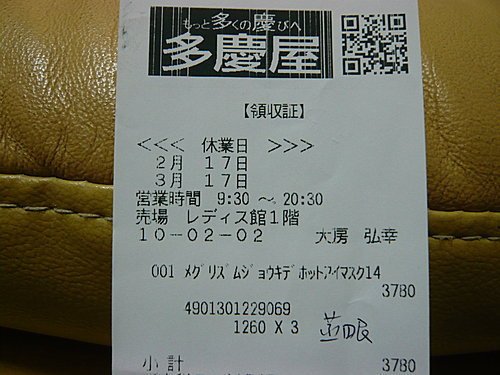 もっと多くの慶びへ
多慶屋
【領収証】
<<< 休業日 >>>
2月 17日
3月 17日
営業時間 9:30 ～ 20:30
売場 レディス館1階
10-02-02 大房 弘幸
001 ﾒｸﾞﾘｽﾞﾑｼﾞｮｳｷﾃﾞﾎｯﾄｱｲﾏｽｸ14
3780
4901301229069
1260 X 3
小計 3780